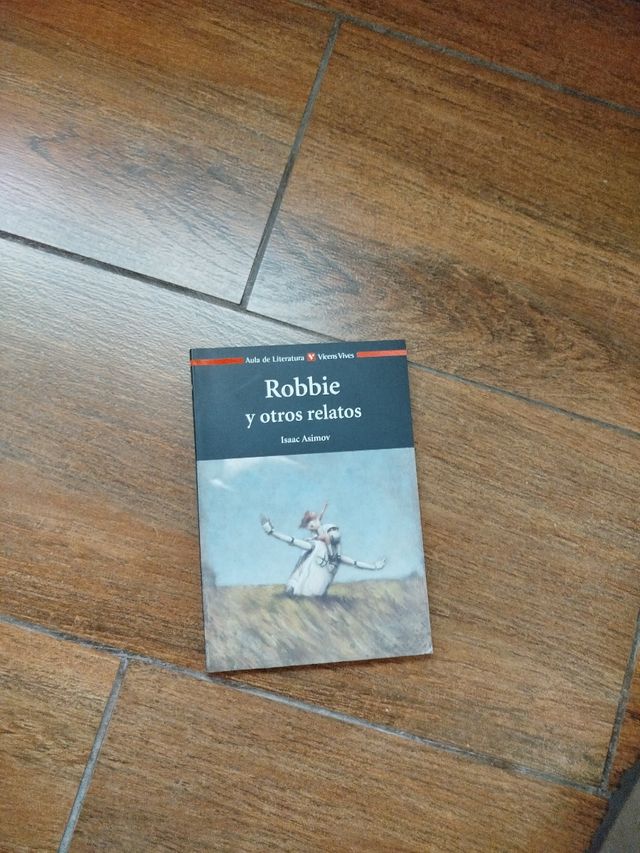 Aula de Literatura V Vicens Vives
Robbie
y otros relatos
Isaac Asimov